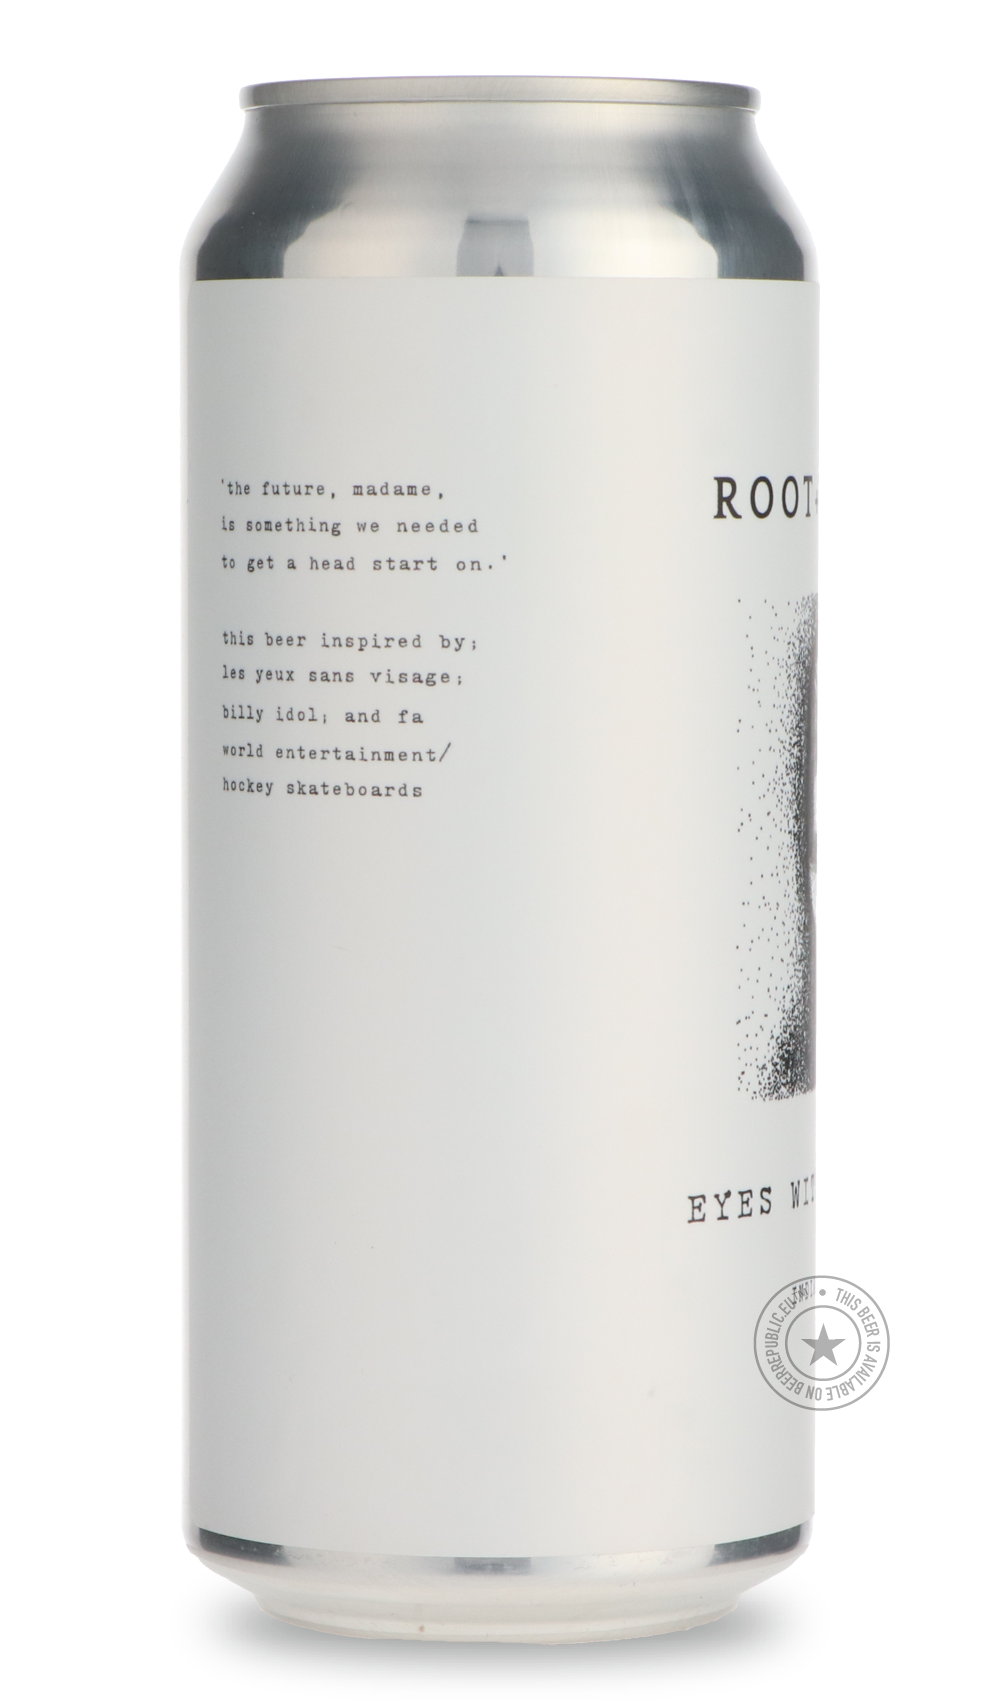 'the future, madame,
is something we needed
to get a head start on.'
this beer inspired by;
les yeux sans visage;
billy idol; and fa
world entertainment/
hockey skateboards
ROOT
EYES
THIS BEER IS AVAILABLE ON BEERREPUBLIC.EU